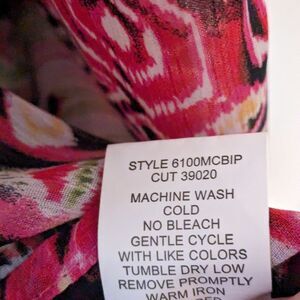 STYLE 6100MCBIP
CUT 39020
MACHINE WASH
COLD
NO BLEACH
GENTLE CYCLE
WITH LIKE COLORS
TUMBLE DRY LOW
REMOVE PROMPTLY
WARM IRON